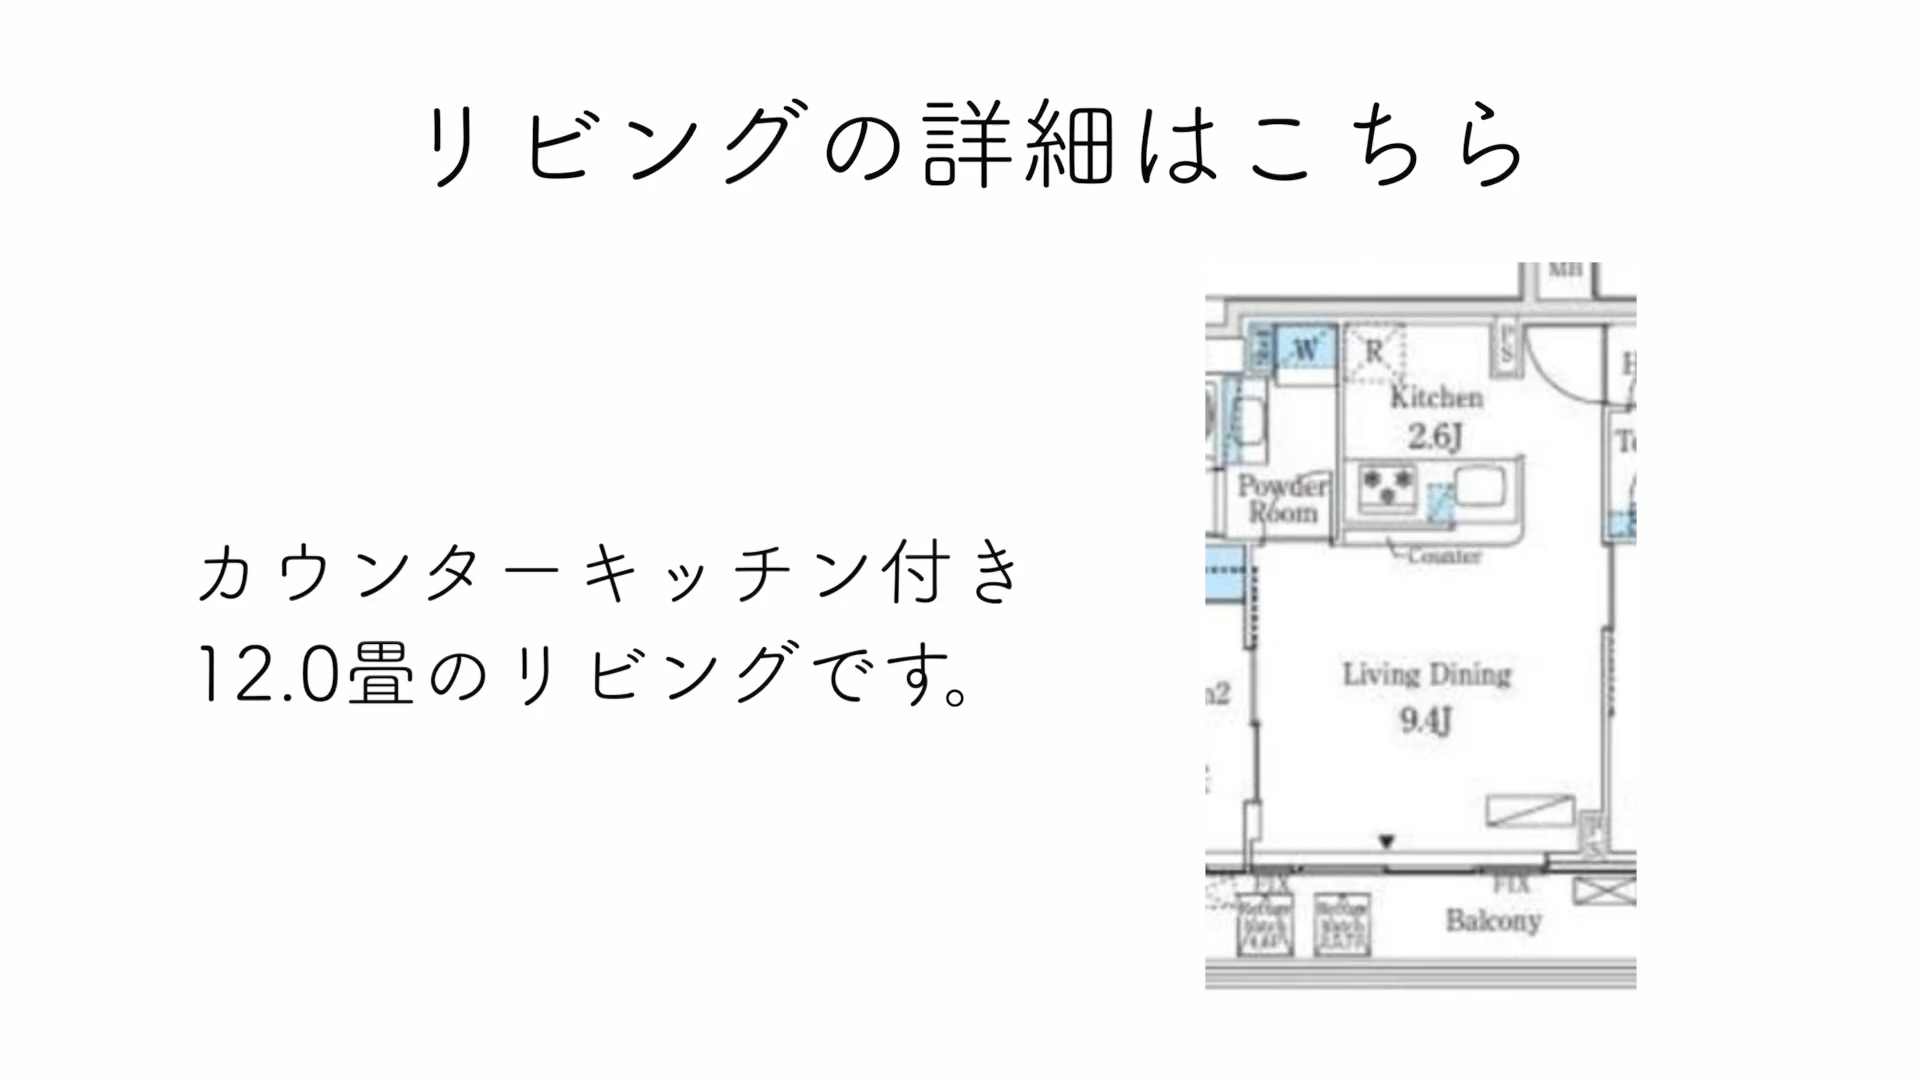 リビングの詳細はこちら
カウンターキッチン付き
12.0畳のリビングです。
MB
W
R
PS
Kitchen
2.6J
Powder
Room
Counter
Living Dining
9.4J
FIX
FIX
Balcony